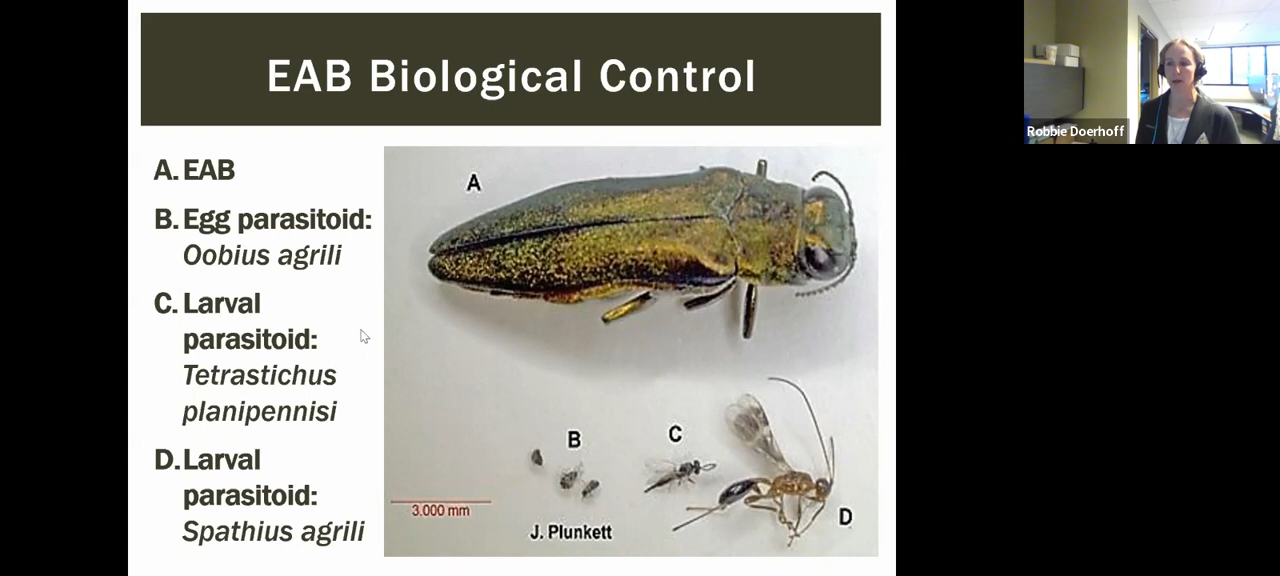 EAB Biological Control
A. EAB
B. Egg parasitoid:
Oobius agrili
C. Larval
parasitoid:
Tetrastichus
planipennisi
D. Larval
parasitoid:
Spathius agrili
A
B
C
D
3.000 mm
J. Plunkett
Robbie Doerhoff